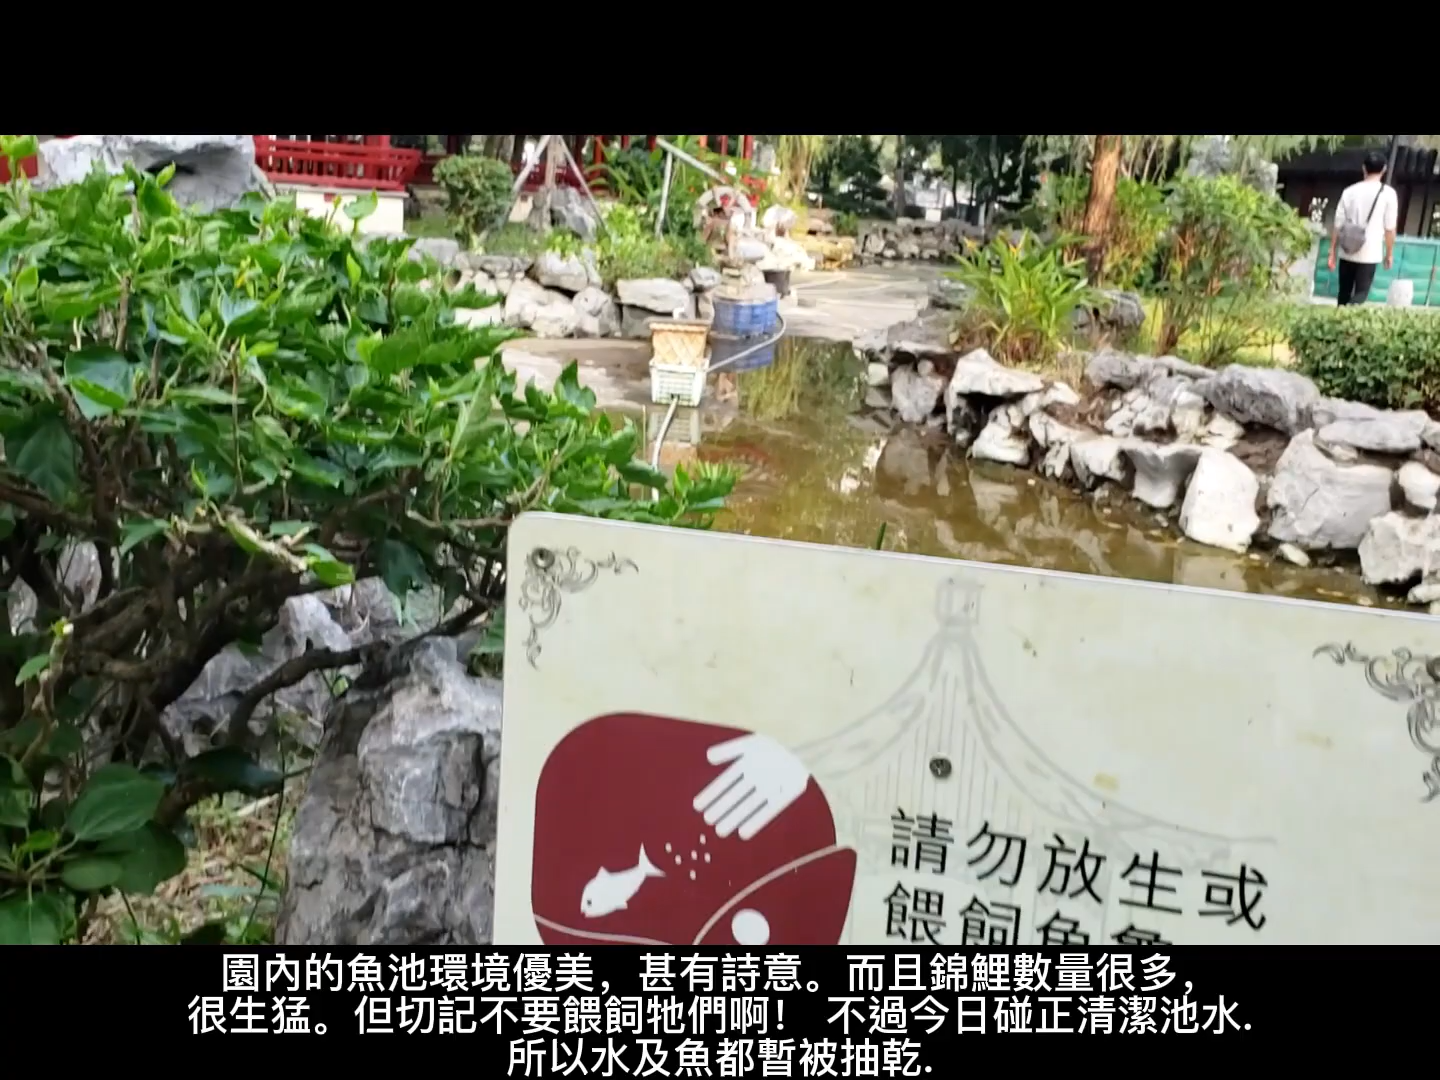 請勿放生或
餵飼魚
園內的魚池環境優美，甚有詩意。而且錦鯉數量很多，
很生猛。但切記不要餵飼牠們啊！ 不過今日碰正清潔池水.
所以水及魚都暫被抽乾.